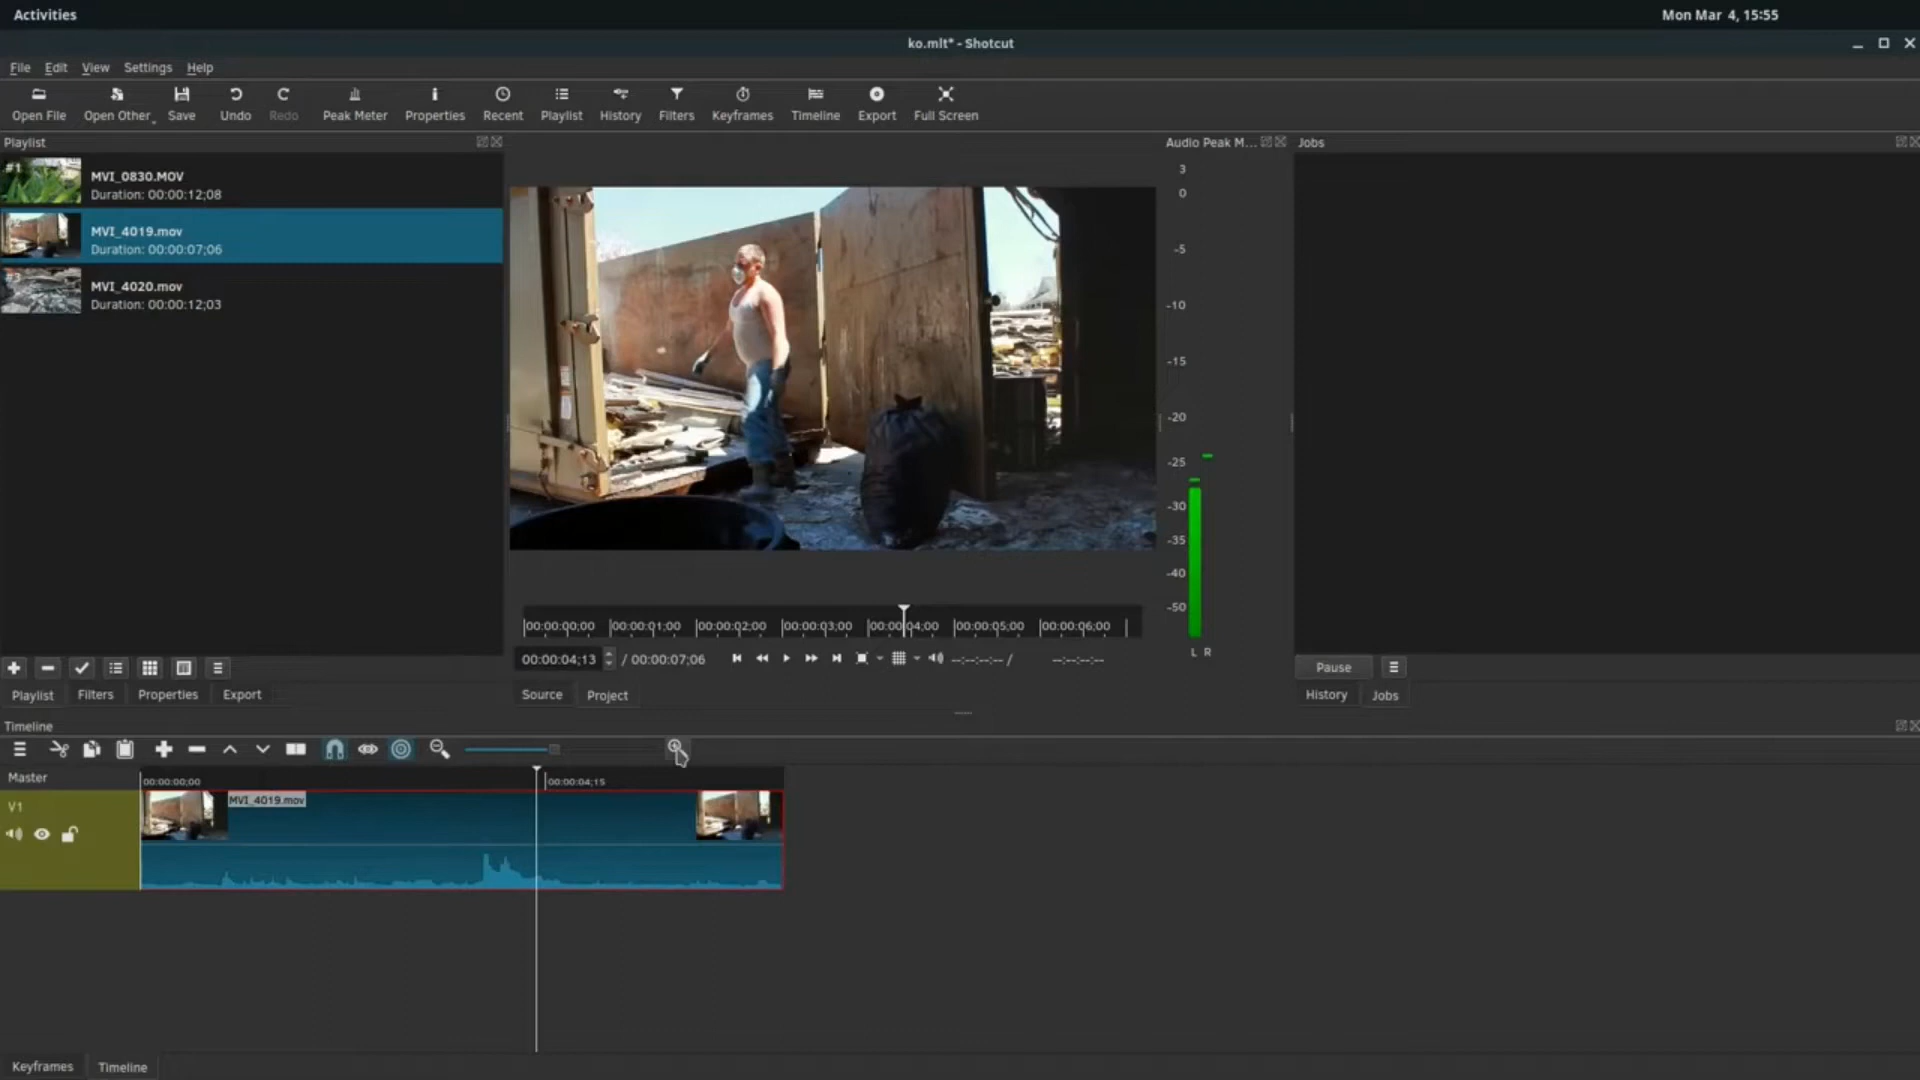 Activities
Mon Mar 4, 15:55
ko.mlt* - Shotcut
File Edit View Settings Help
Open File Open Other Save Undo Redo Peak Meter Properties Recent Playlist History Filters Keyframes Timeline Export Full Screen
Playlist
Audio Peak M...
Jobs
#1
MVI_0830.MOV
Duration: 00:00:12;08
MVI_4019.mov
Duration: 00:00:07;06
#3
MVI_4020.mov
Duration: 00:00:12;03
3
0
-5
-10
-15
-20
-25
-30
-35
-40
-50
L R
00:00:00;00 00:00:01;00 00:00:02;00 00:00:03;00 00:00:04;00 00:00:05;00 00:00:06;00
00:00:04;13 / 00:00:07;06 --:--:--:-- / --:--:--:--
Pause
Playlist Filters Properties Export
Source Project
History Jobs
Timeline
Master
00:00:00;00 00:00:04;15
V1
MVI_4019.mov
Keyframes Timeline